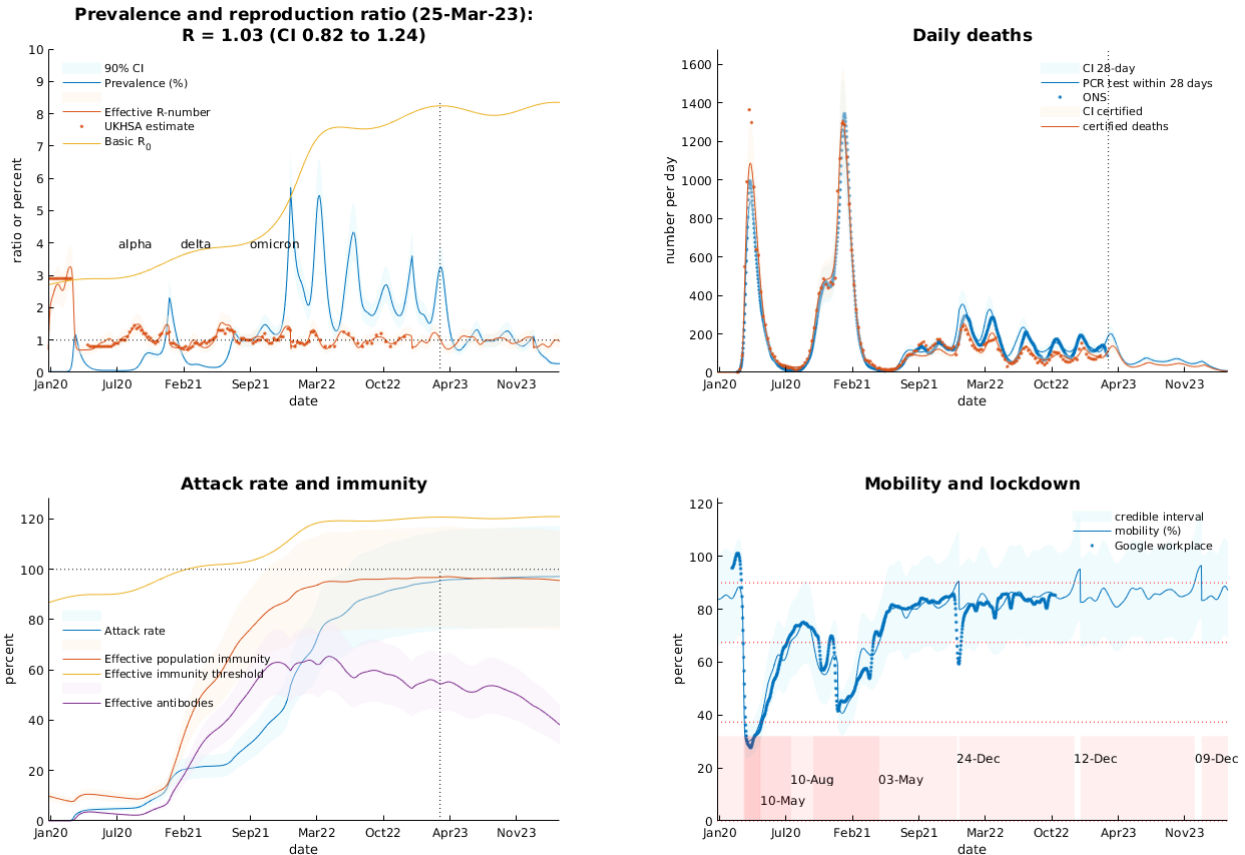 Prevalence and reproduction ratio (25-Mar-23):
R = 1.03 (CI 0.82 to 1.24)
10
9
8
7
6
5
4
3
2
1
0
ratio or percent
90% CI
Prevalence (%)
Effective R-number
UKHSA estimate
Basic R0
alpha delta omicron
Jan20 Jul20 Feb21 Sep21 Mar22 Oct22 Apr23 Nov23
date
Daily deaths
1600
1400
1200
1000
800
600
400
200
0
number per day
CI 28-day
PCR test within 28 days
ONS
CI certified
certified deaths
Jan20 Jul20 Feb21 Sep21 Mar22 Oct22 Apr23 Nov23
date
Attack rate and immunity
120
100
80
60
40
20
0
percent
Attack rate
Effective population immunity
Effective immunity threshold
Effective antibodies
Jan20 Jul20 Feb21 Sep21 Mar22 Oct22 Apr23 Nov23
date
Mobility and lockdown
120
100
80
60
40
20
0
percent
credible interval
mobility (%)
Google workplace
24-Dec 12-Dec 09-Dec
10-Aug 03-May
10-May
Jan20 Jul20 Feb21 Sep21 Mar22 Oct22 Apr23 Nov23
date